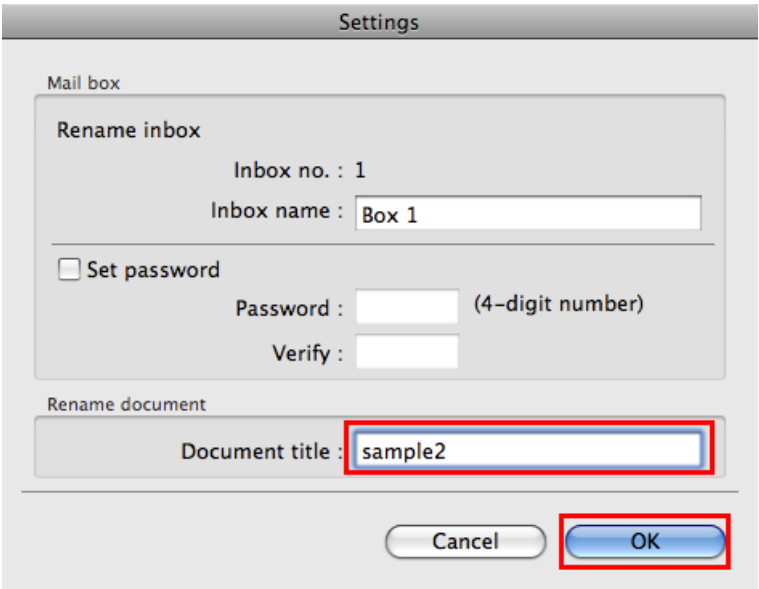 Settings
Mail box
Rename inbox
Inbox no. : 1
Inbox name : Box 1
Set password
Password : (4-digit number)
Verify :
Rename document
Document title : sample2
Cancel OK